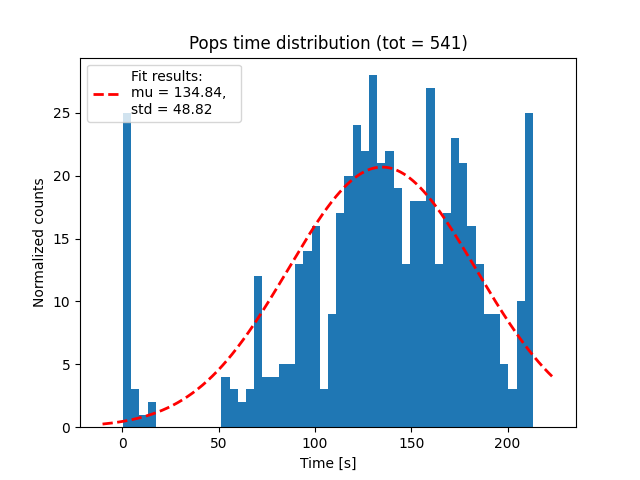 Pops time distribution (tot = 541)
Fit results:
mu = 134.84,
std = 48.82
Normalized counts
25
20
15
10
5
0
0 50 100 150 200
Time [s]